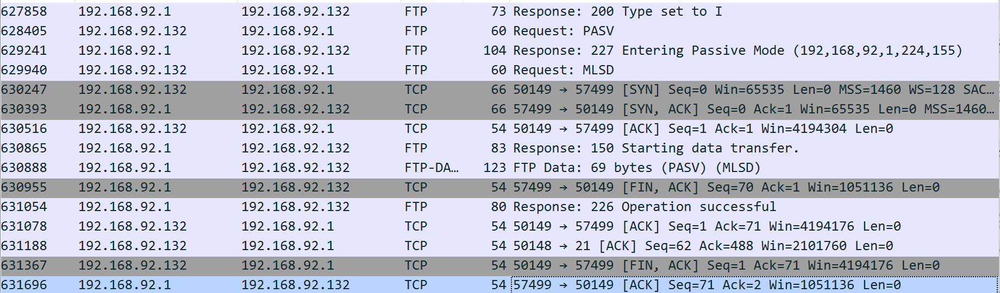 627858 192.168.92.1 192.168.92.132 FTP 73 Response: 200 Type set to I
628405 192.168.92.132 192.168.92.1 FTP 60 Request: PASV
629241 192.168.92.1 192.168.92.132 FTP 104 Response: 227 Entering Passive Mode (192,168,92,1,224,155)
629940 192.168.92.132 192.168.92.1 FTP 60 Request: MLSD
630247 192.168.92.132 192.168.92.1 TCP 66 50149 → 57499 [SYN] Seq=0 Win=65535 Len=0 MSS=1460 WS=128 SAC…
630393 192.168.92.1 192.168.92.132 TCP 66 57499 → 50149 [SYN, ACK] Seq=0 Ack=1 Win=65535 Len=0 MSS=1460…
630516 192.168.92.132 192.168.92.1 TCP 54 50149 → 57499 [ACK] Seq=1 Ack=1 Win=4194304 Len=0
630865 192.168.92.1 192.168.92.132 FTP 83 Response: 150 Starting data transfer.
630888 192.168.92.1 192.168.92.132 FTP-DA… 123 FTP Data: 69 bytes (PASV) (MLSD)
630955 192.168.92.1 192.168.92.132 TCP 54 57499 → 50149 [FIN, ACK] Seq=70 Ack=1 Win=1051136 Len=0
631054 192.168.92.1 192.168.92.132 FTP 80 Response: 226 Operation successful
631078 192.168.92.132 192.168.92.1 TCP 54 50149 → 57499 [ACK] Seq=1 Ack=71 Win=4194176 Len=0
631188 192.168.92.132 192.168.92.1 TCP 54 50148 → 21 [ACK] Seq=62 Ack=488 Win=2101760 Len=0
631367 192.168.92.132 192.168.92.1 TCP 54 50149 → 57499 [FIN, ACK] Seq=1 Ack=71 Win=4194176 Len=0
631696 192.168.92.1 192.168.92.132 TCP 54 57499 → 50149 [ACK] Seq=71 Ack=2 Win=1051136 Len=0